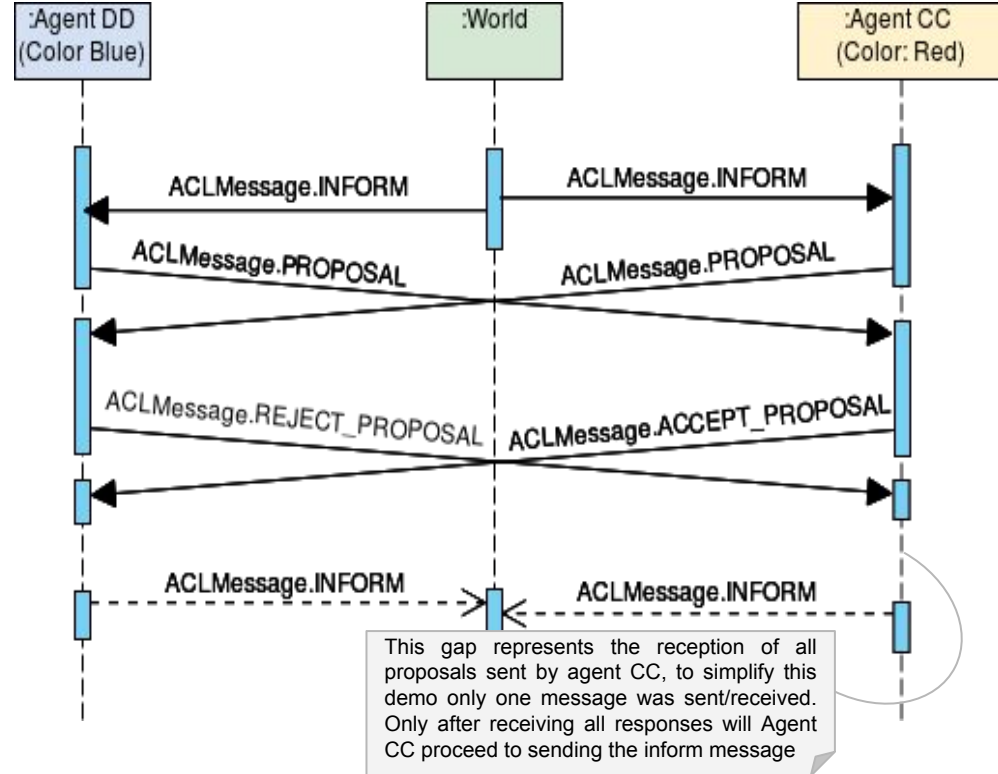 :Agent DD
(Color Blue)
:World
:Agent CC
(Color: Red)
ACLMessage.INFORM
ACLMessage.INFORM
ACLMessage.PROPOSAL
ACLMessage.PROPOSAL
ACLMessage.REJECT_PROPOSAL
ACLMessage.ACCEPT_PROPOSAL
ACLMessage.INFORM
ACLMessage.INFORM
This gap represents the reception of all
proposals sent by agent CC, to simplify this
demo only one message was sent/received.
Only after receiving all responses will Agent
CC proceed to sending the inform message